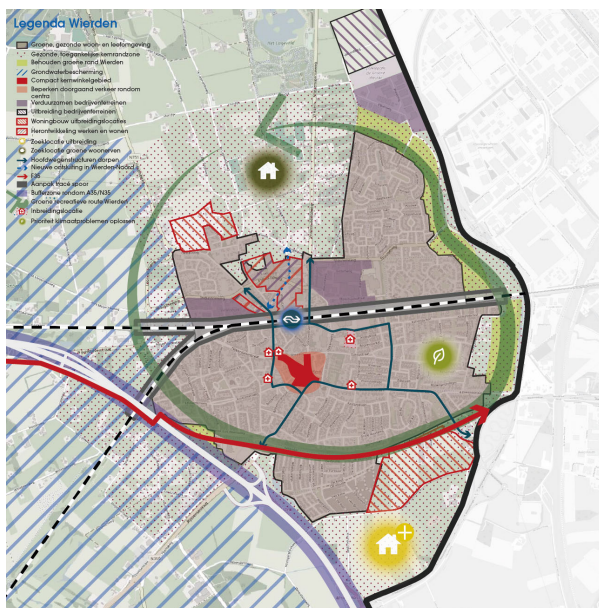 Legenda Wierden
Groene, gezonde woon- en leefomgeving
Gezonde, toegankelijke kernrandzone
Behouden groene rand Wierden
Grondwaterbescherming
Compact kernwinkelgebied
Beperken doorgaand verkeer rondom
centra
Verduurzamen bedrijventerreinen
Uitbreiding bedrijventerreinen
Woningbouw uitbreidingslocaties
Herontwikkeling werken en wonen
Zoeklocatie uitbreiding
Zoeklocatie groene woonerven
Hoofdwegenstructuren dorpen
Nieuwe ontsluiting in Wierden-Noord
F35
Aanpak tracé spoor
Bufferzone rondom A35/N35
Groene recreatieve route Wierden
Inbreidingslocatie
Prioriteit klimaatproblemen oplossen